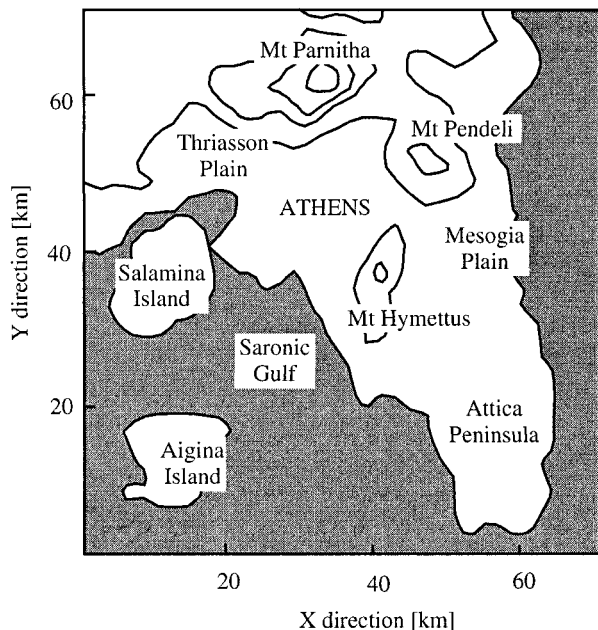 Mt Parnitha
60
Mt Pendeli
Thriasson
Plain
ATHENS
Mesogia
Plain
40
Salamina
Island
Mt Hymettus
Saronic
Gulf
Y direction [km]
20
Attica
Peninsula
Aigina
Island
20
40
60
X direction [km]